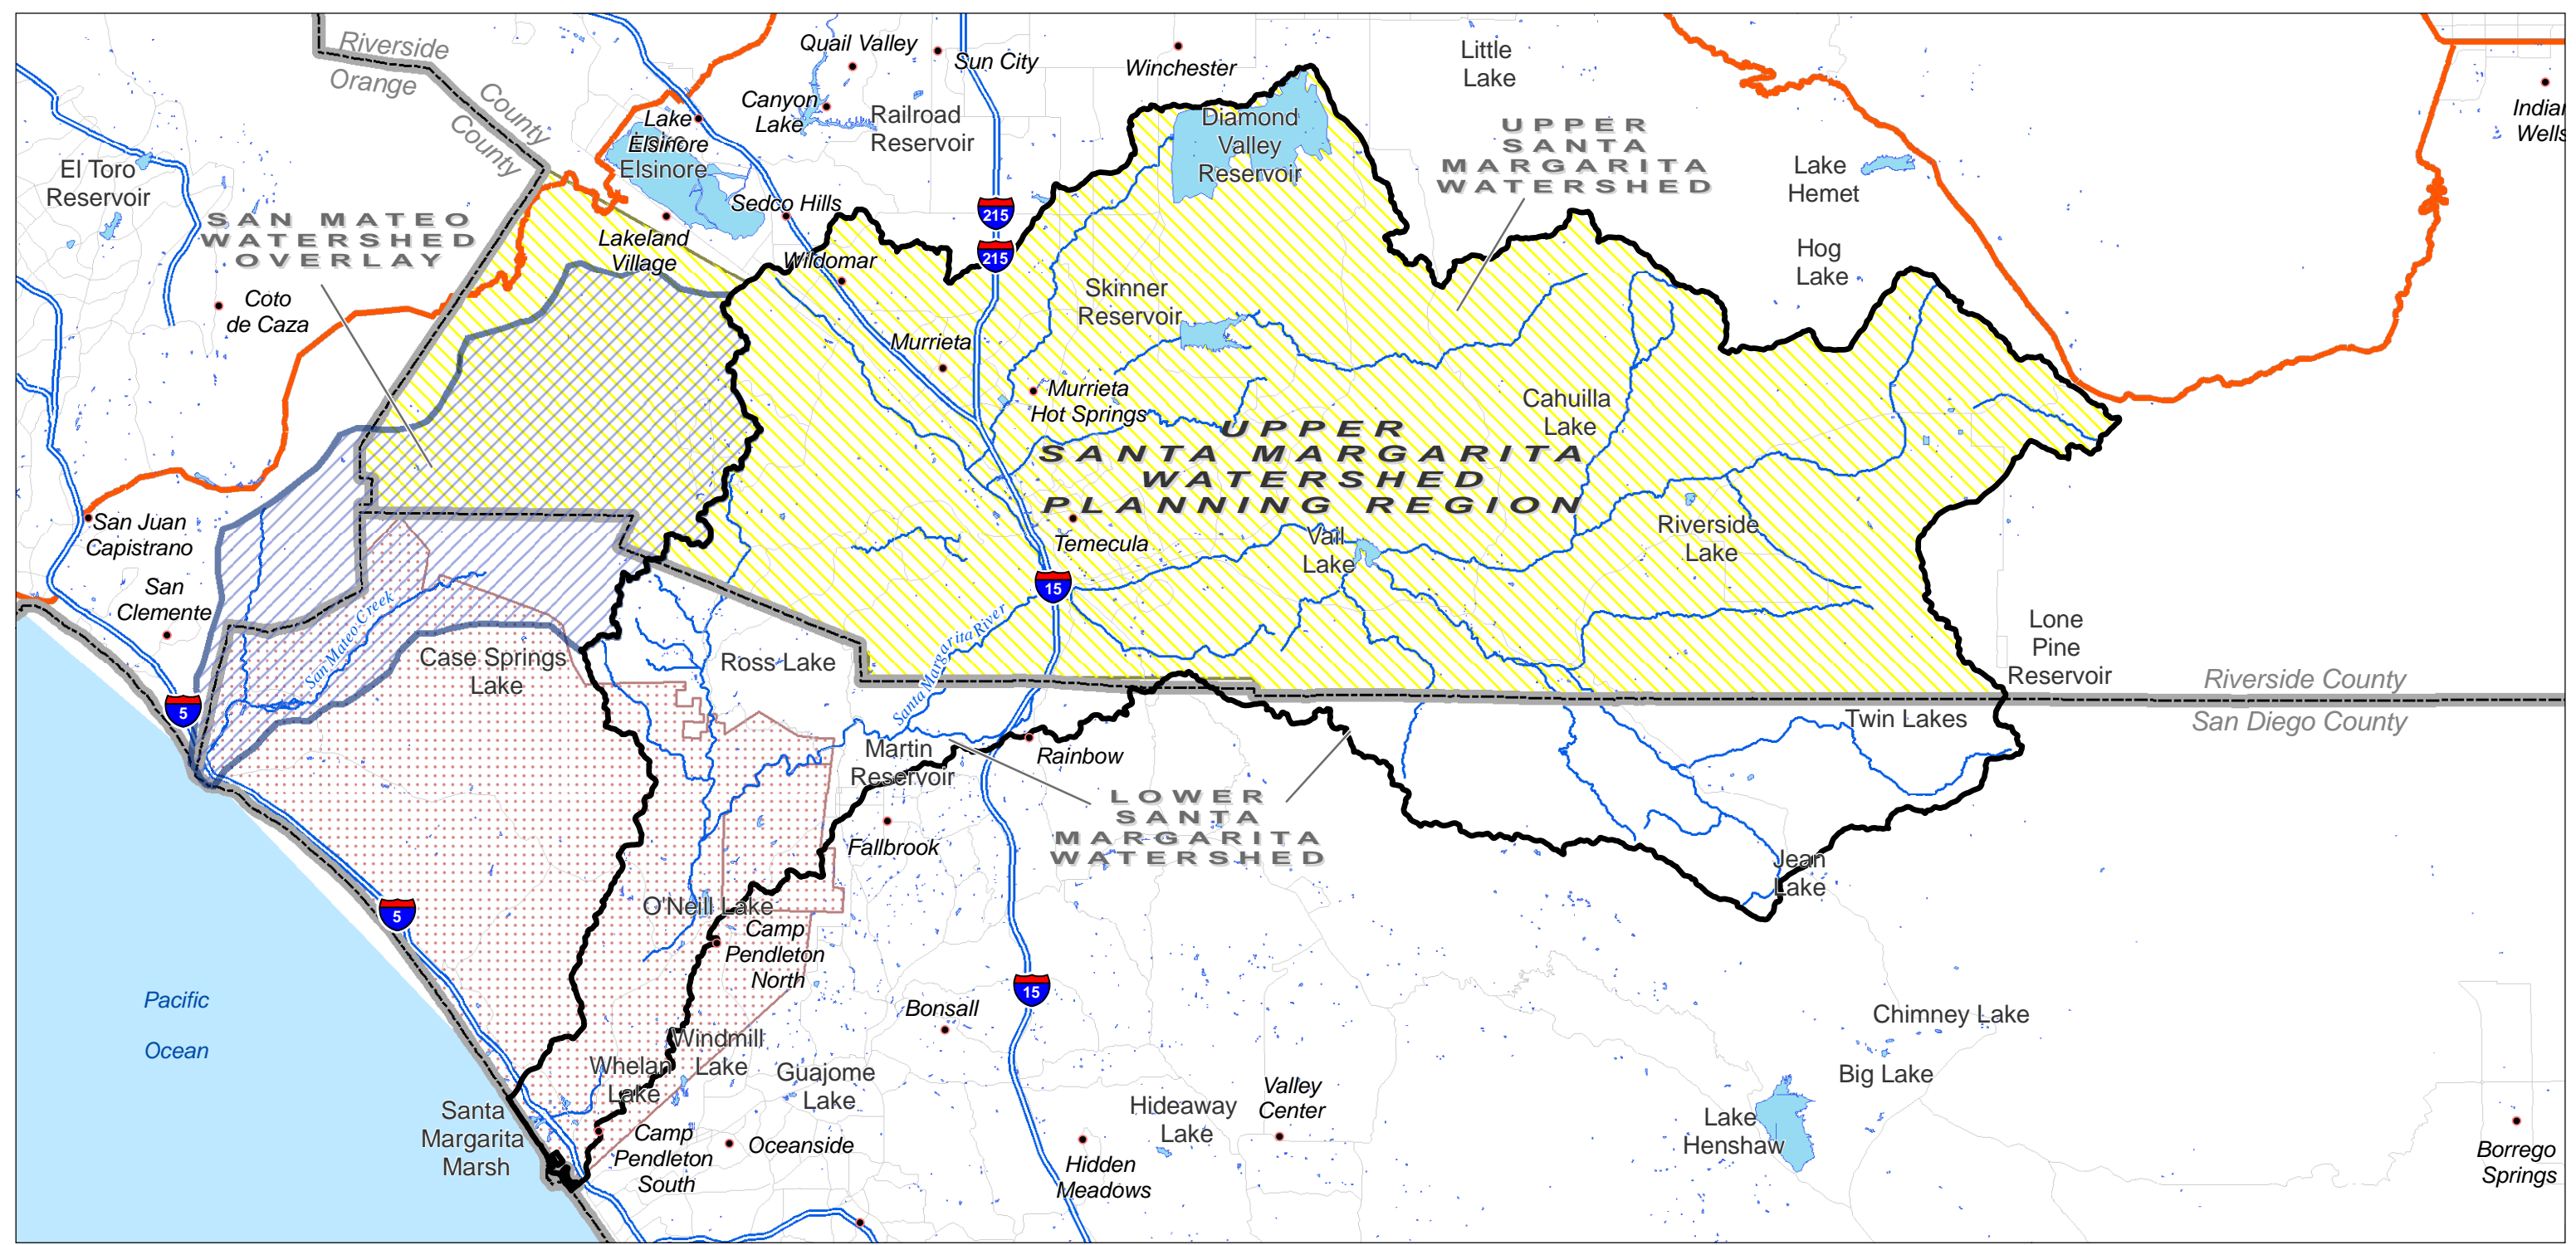 Riverside
Orange
County
County
Quail Valley
Sun City
Winchester
Little
Lake
Canyon
Lake
Railroad
Reservoir
Lake
Elsinore
Elsinore
Diamond
Valley
Reservoir
UPPER
SANTA
MARGARITA
WATERSHED
Lake
Hemet
Indian
Wells
El Toro
Reservoir
SAN MATEO
WATERSHED
OVERLAY
Sedco Hills
215
215
Lakeland
Village
Wildomar
Hog
Lake
Coto
de Caza
Skinner
Reservoir
Murrieta
Murrieta
Hot Springs
Cahuilla
Lake
UPPER
SANTA MARGARITA
WATERSHED
PLANNING REGION
San Juan
Capistrano
Temecula
Vail
Lake
Riverside
Lake
San
Clemente
15
San Mateo Creek
Santa Margarita River
Case Springs
Lake
Ross Lake
Lone
Pine
Reservoir
Riverside County
San Diego County
5
Twin Lakes
Martin
Reservoir
Rainbow
LOWER
SANTA
MARGARITA
WATERSHED
Fallbrook
Jean
Lake
O'Neill Lake
5
Camp
Pendleton
North
15
Pacific
Ocean
Bonsall
Chimney Lake
Windmill
Lake
Whelan
Lake
Guajome
Lake
Big Lake
Valley
Center
Hideaway
Lake
Lake
Henshaw
Santa
Margarita
Marsh
Camp
Pendleton
South
Oceanside
Hidden
Meadows
Borrego
Springs